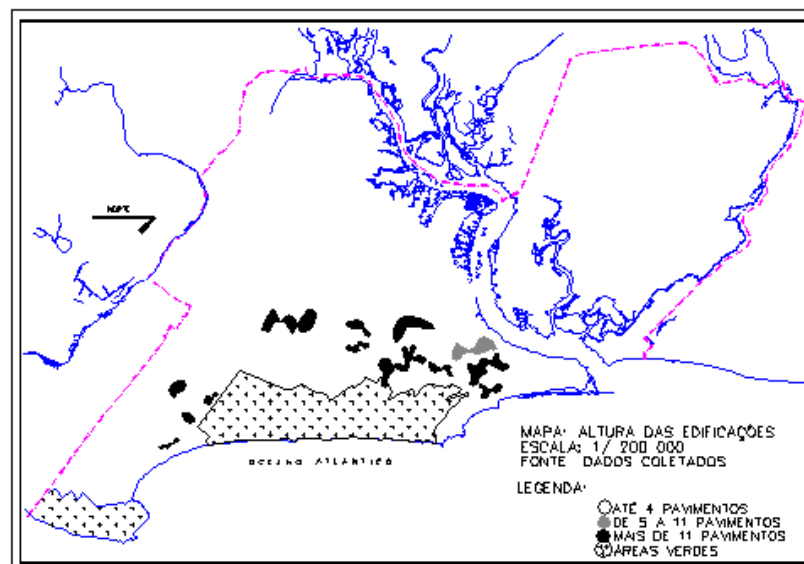 NORTE
OCEANO ATLANTICO
MAPA: ALTURA DAS EDIFICAÇÕES
ESCALA: 1/ 200 000
FONTE DADOS COLETADOS
LEGENDA:
ATÉ 4 PAVIMENTOS
DE 5 A 11 PAVIMENTOS
MAIS DE 11 PAVIMENTOS
ÁREAS VERDES